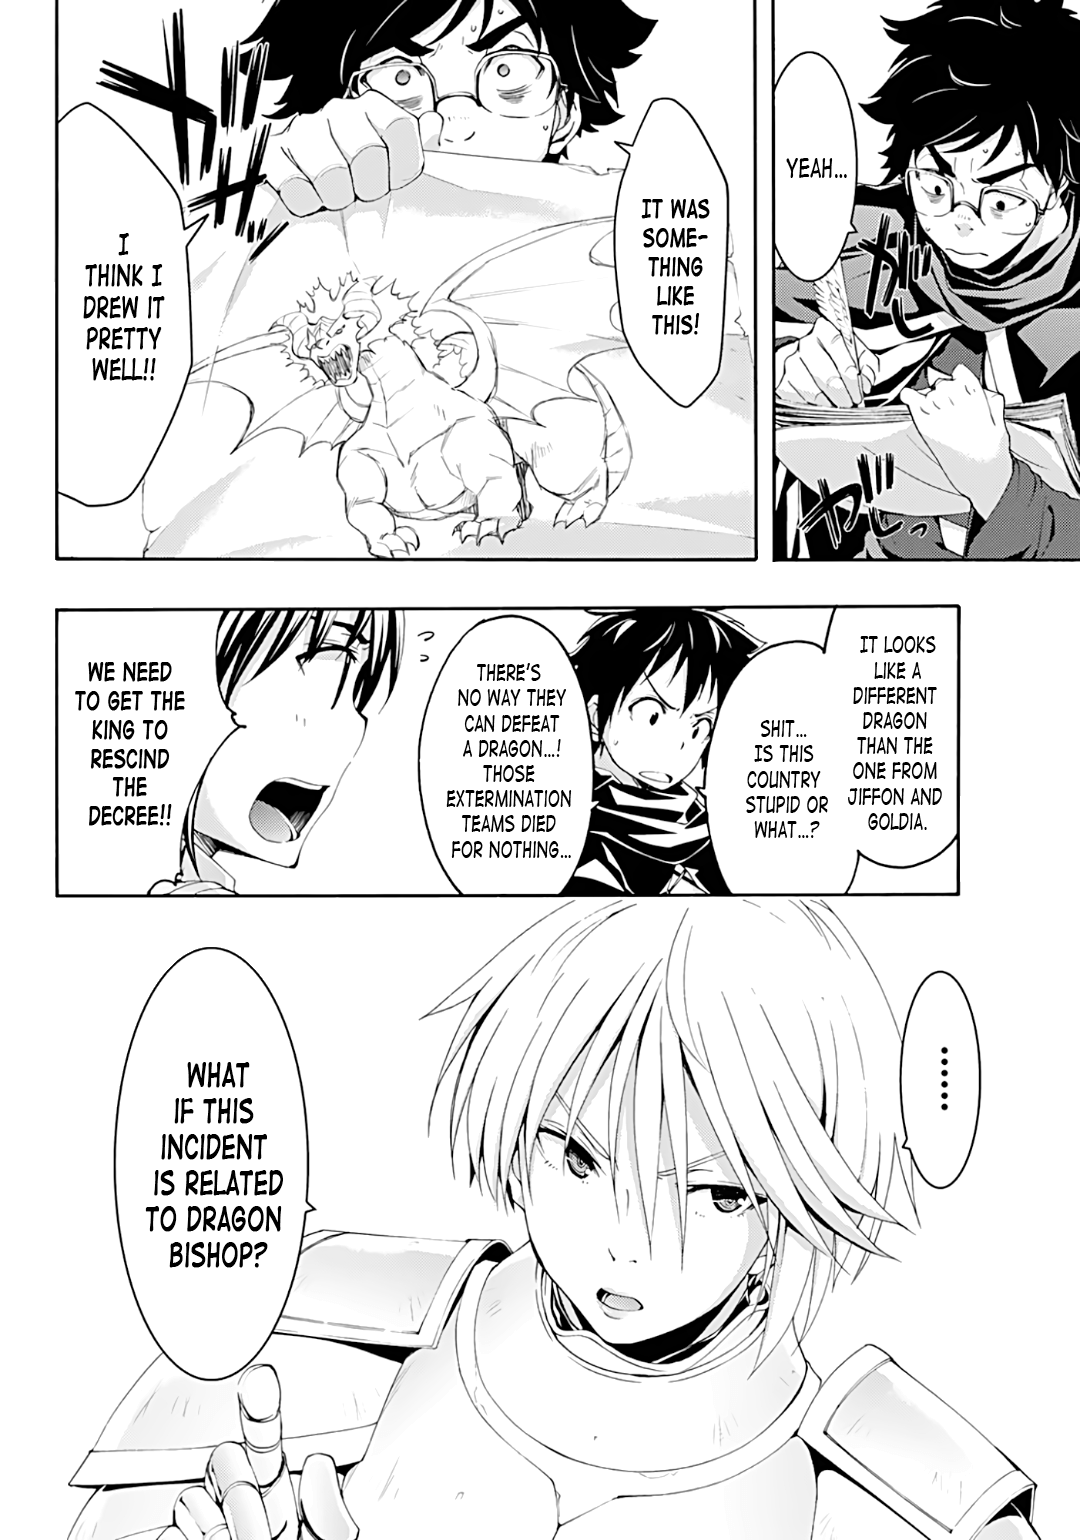 YEAH...
IT WAS
SOME-
THING
LIKE
THIS!
I
THINK I
DREW IT
PRETTY
WELL!!
IT LOOKS
LIKE A
DIFFERENT
DRAGON
THAN THE
ONE FROM
JIFFON AND
GOLDIA.
SHIT...
IS THIS
COUNTRY
STUPID OR
WHAT...?
THERE'S
NO WAY THEY
CAN DEFEAT
A DRAGON...!
THOSE
EXTERMINATION
TEAMS DIED
FOR NOTHING...
WE NEED
TO GET THE
KING TO
RESCIND
THE
DECREE!!
.......
WHAT
IF THIS
INCIDENT
IS RELATED
TO DRAGON
BISHOP?